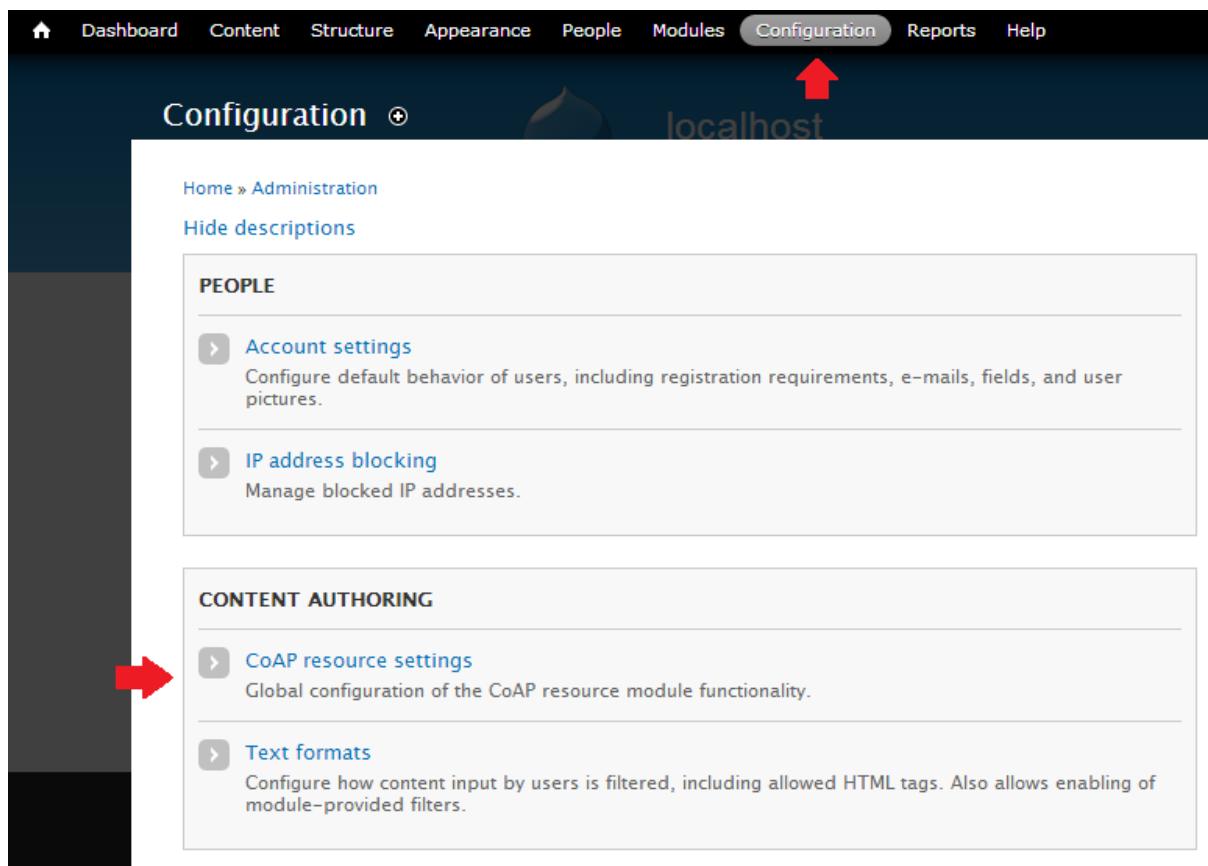 Dashboard Content Structure Appearance People Modules Configuration Reports Help
Configuration
localhost
Home » Administration
Hide descriptions
PEOPLE
Account settings
Configure default behavior of users, including registration requirements, e-mails, fields, and user
pictures.
IP address blocking
Manage blocked IP addresses.
CONTENT AUTHORING
CoAP resource settings
Global configuration of the CoAP resource module functionality.
Text formats
Configure how content input by users is filtered, including allowed HTML tags. Also allows enabling of
module-provided filters.